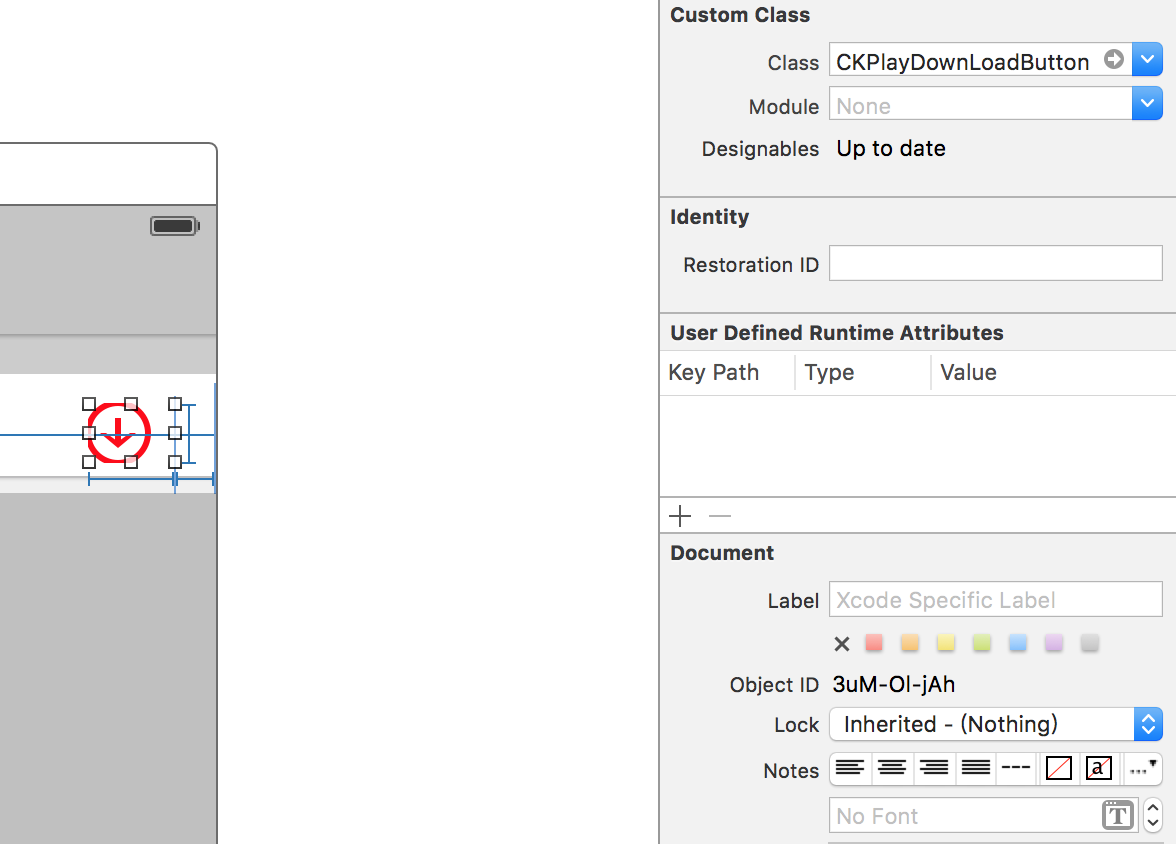 Custom Class
Class CKPlayDownLoadButton
Module None
Designables Up to date
Identity
Restoration ID
User Defined Runtime Attributes
Key Path Type Value
Document
Label Xcode Specific Label
Object ID 3uM-Ol-jAh
Lock Inherited - (Nothing)
Notes --- a ...
No Font T